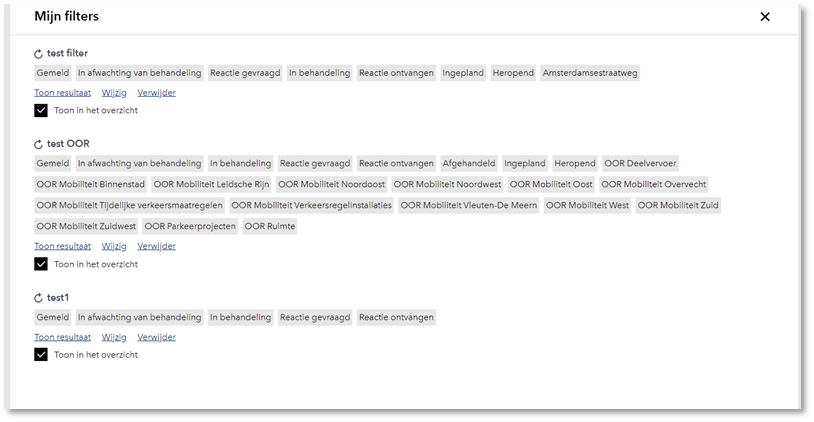 Mijn filters
test filter
Gemeld In afwachting van behandeling Reactie gevraagd In behandeling Reactie ontvangen Ingepland Heropend Amsterdamsestraatweg
Toon resultaat Wijzig Verwijder
Toon in het overzicht
test OOR
Gemeld In afwachting van behandeling In behandeling Reactie gevraagd Reactie ontvangen Afgehandeld Ingepland Heropend OOR Deelvervoer
OOR Mobiliteit Binnenstad OOR Mobiliteit Leidsche Rijn OOR Mobiliteit Noordoost OOR Mobiliteit Noordwest OOR Mobiliteit Oost OOR Mobiliteit Overvecht
OOR Mobiliteit Tijdelijke verkeersmaatregelen OOR Mobiliteit Verkeersregelinstallaties OOR Mobiliteit Vleuten-De Meern OOR Mobiliteit West OOR Mobiliteit Zuid
OOR Mobiliteit Zuidwest OOR Parkeerprojecten OOR Ruimte
Toon resultaat Wijzig Verwijder
Toon in het overzicht
test1
Gemeld In afwachting van behandeling In behandeling Reactie gevraagd Reactie ontvangen
Toon resultaat Wijzig Verwijder
Toon in het overzicht